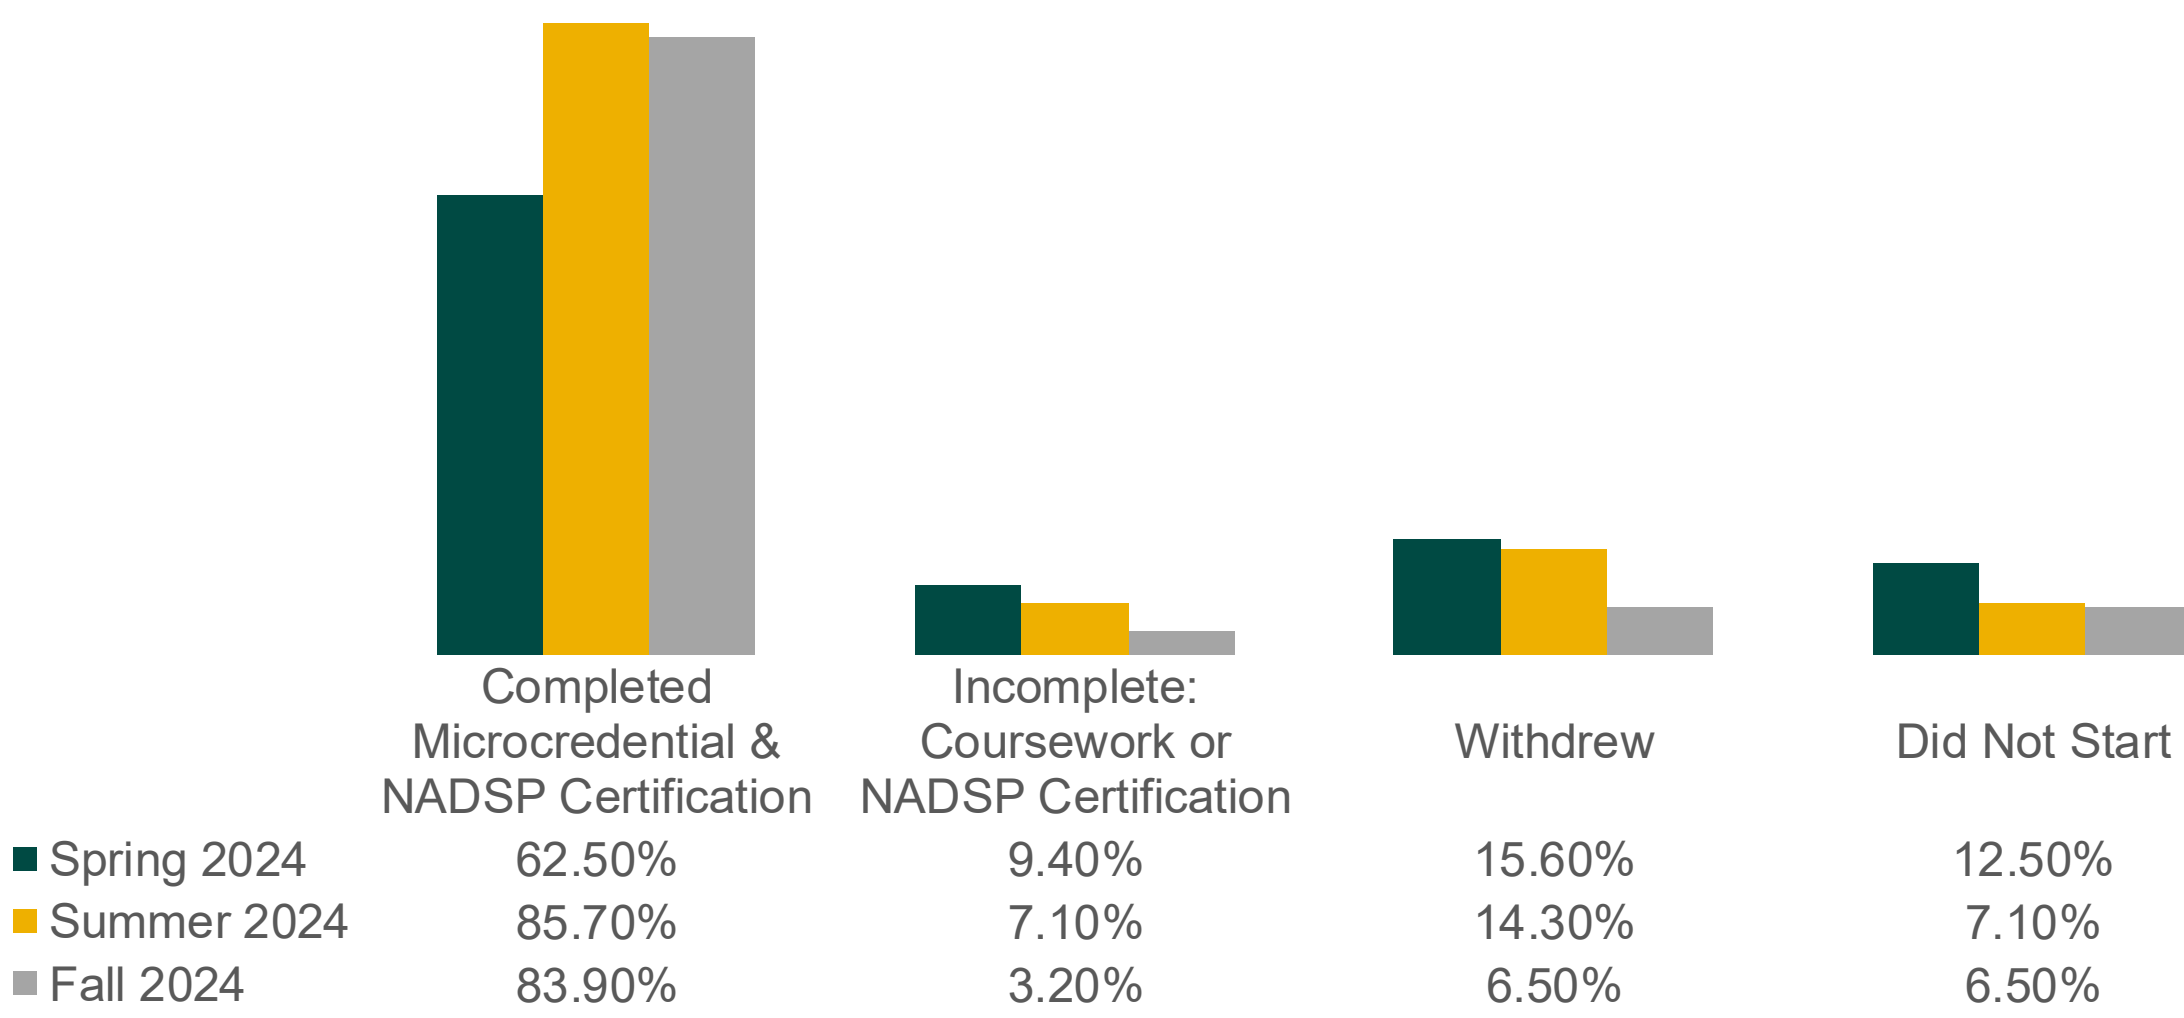 Completed
Microcredential &
NADSP Certification
Incomplete:
Coursework or
NADSP Certification
Withdrew
Did Not Start
Spring 2024 62.50% 9.40% 15.60% 12.50%
Summer 2024 85.70% 7.10% 14.30% 7.10%
Fall 2024 83.90% 3.20% 6.50% 6.50%